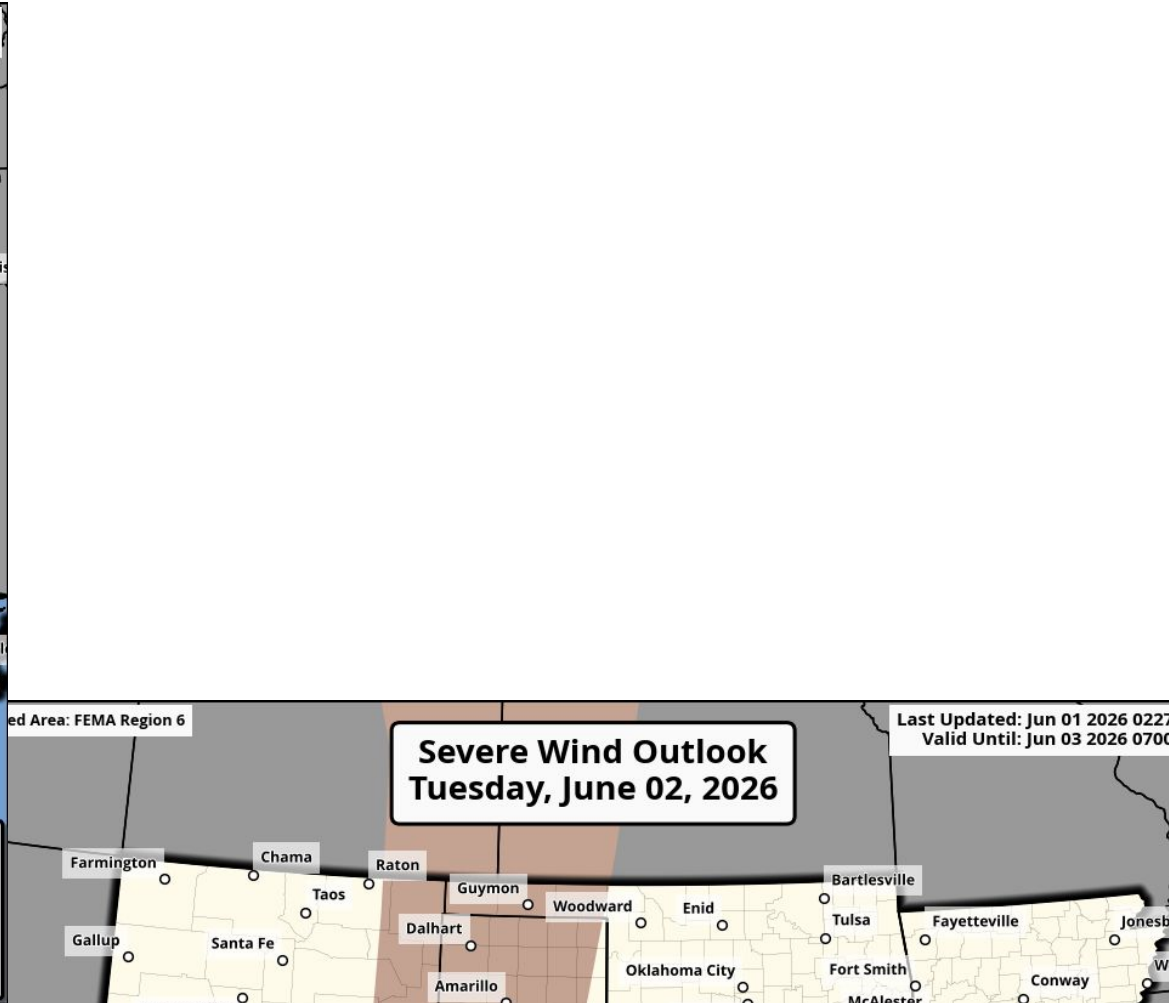 ed Area: FEMA Region 6
Severe Wind Outlook
Tuesday, June 02, 2026
Last Updated: Jun 01 2026 0227
Valid Until: Jun 03 2026 0700
Farmington
Chama
Raton
Taos
Guymon
Woodward
Enid
Bartlesville
Tulsa
Fayetteville
Jonesb
Gallup
Santa Fe
Dalhart
Oklahoma City
Fort Smith
Conway
Amarillo
McAlester
W